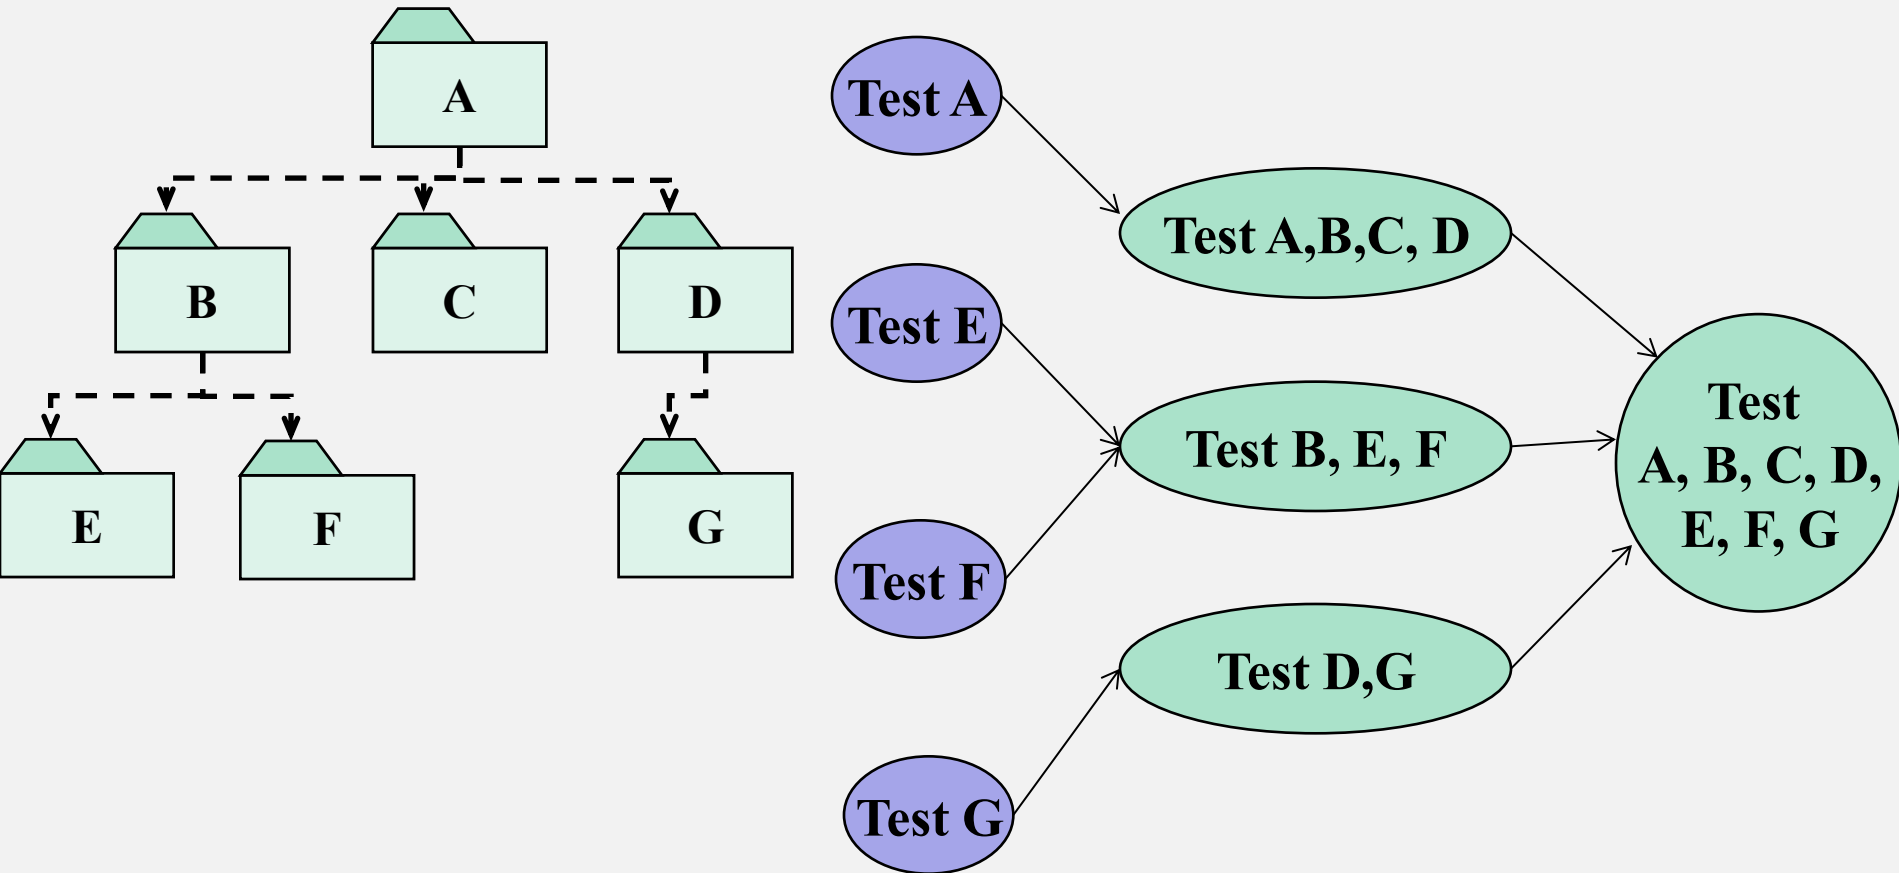 A
B
C
D
E
F
G
Test A
Test E
Test F
Test G
Test A,B,C, D
Test B, E, F
Test D,G
Test
A, B, C, D,
E, F, G